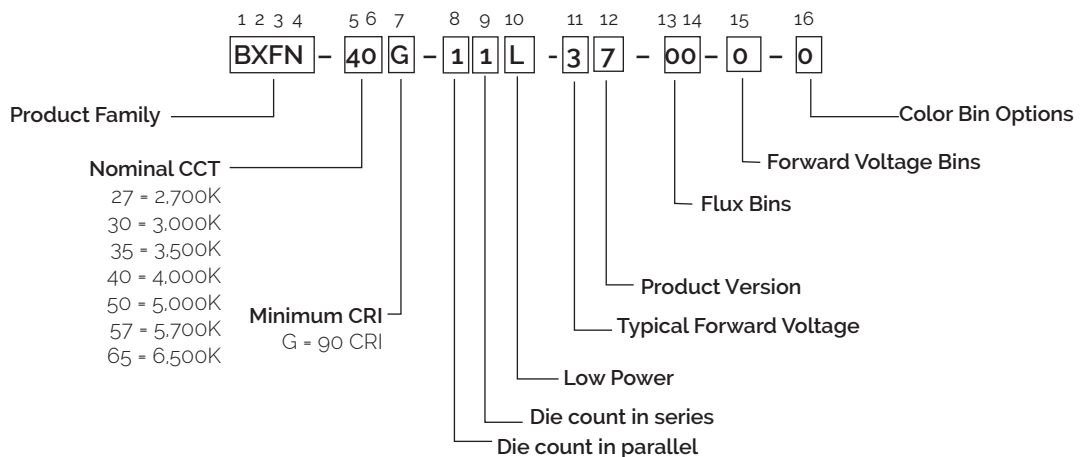 1 2 3 4 5 6 7 8 9 10 11 12 13 14 15 16
BXFN – 40 G – 1 1 L - 3 7 – 00 – 0 – 0
Product Family
Color Bin Options
Nominal CCT
Forward Voltage Bins
27 = 2,700K
Flux Bins
30 = 3,000K
35 = 3,500K
40 = 4,000K
50 = 5,000K
57 = 5,700K
65 = 6,500K
Product Version
Minimum CRI
G = 90 CRI
Typical Forward Voltage
Low Power
Die count in series
Die count in parallel